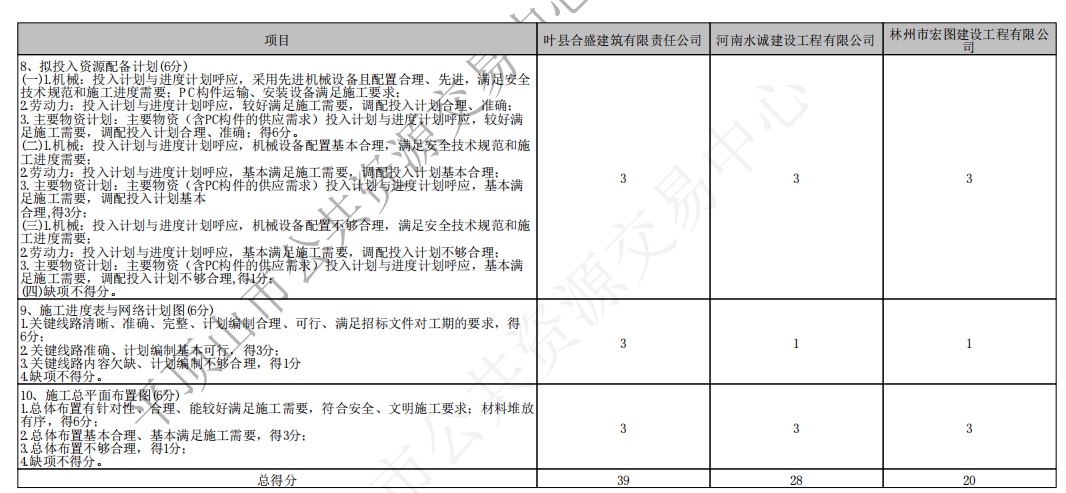 项目 叶县合盛建筑有限责任公司 河南水诚建设工程有限公司 林州市宏图建设工程有限公
司
8、拟投入资源配备计划(6分)
(一)1.机械：投入计划与进度计划呼应，采用先进机械设备且配置合理、先进，满足安全
技术规范和施工进度需要；PC构件运输、安装设备满足施工要求；
2.劳动力：投入计划与进度计划呼应，较好满足施工需要，调配投入计划合理、准确；
3.主要物资计划：主要物资（含PC构件的供应需求）投入计划与进度计划呼应，较好满
足施工需要，调配投入计划合理、准确；得6分。
(二)1.机械：投入计划与进度计划呼应，机械设备配置基本合理，满足安全技术规范和施
工进度需要；
2.劳动力：投入计划与进度计划呼应，基本满足施工需要，调配投入计划基本合理；
3.主要物资计划：主要物资（含PC构件的供应需求）投入计划与进度计划呼应，基本满
足施工需要，调配投入计划基本
合理,得3分；
(三)1.机械：投入计划与进度计划呼应，机械设备配置不够合理，满足安全技术规范和施
工进度需要；
2.劳动力：投入计划与进度计划呼应，基本满足施工需要，调配投入计划不够合理；
3.主要物资计划：主要物资（含PC构件的供应需求）投入计划与进度计划呼应，基本满
足施工需要，调配投入计划不够合理,得1分；
(四)缺项不得分。
3 3 3
9、施工进度表与网络计划图(6分)
1.关键线路清晰、准确、完整、计划编制合理、可行、满足招标文件对工期的要求，得
6分；
2.关键线路准确、计划编制基本可行，得3分；
3.关键线路内容欠缺、计划编制不够合理，得1分
4.缺项不得分。
3 1 1
10、施工总平面布置图(6分)
1.总体布置有针对性、合理、能较好满足施工需要，符合安全、文明施工要求；材料堆放
有序，得6分；
2.总体布置基本合理、基本满足施工需要，得3分；
3.总体布置不够合理，得1分；
4.缺项不得分。
3 3 3
总得分 39 28 20
平顶山市公共资源交易中心
市公共资源交易中心